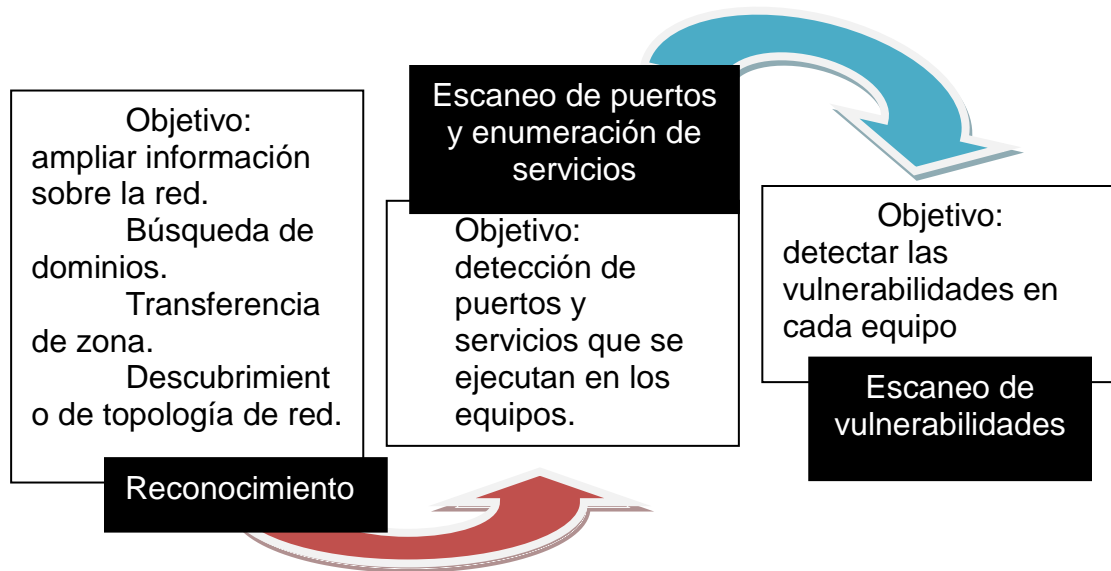 Objetivo:
ampliar información
sobre la red.
Búsqueda de
dominios.
Transferencia
de zona.
Descubrimient
o de topología de red.
Reconocimiento
Escaneo de puertos
y enumeración de
servicios
Objetivo:
detección de
puertos y
servicios que se
ejecutan en los
equipos.
Objetivo:
detectar las
vulnerabilidades en
cada equipo
Escaneo de
vulnerabilidades